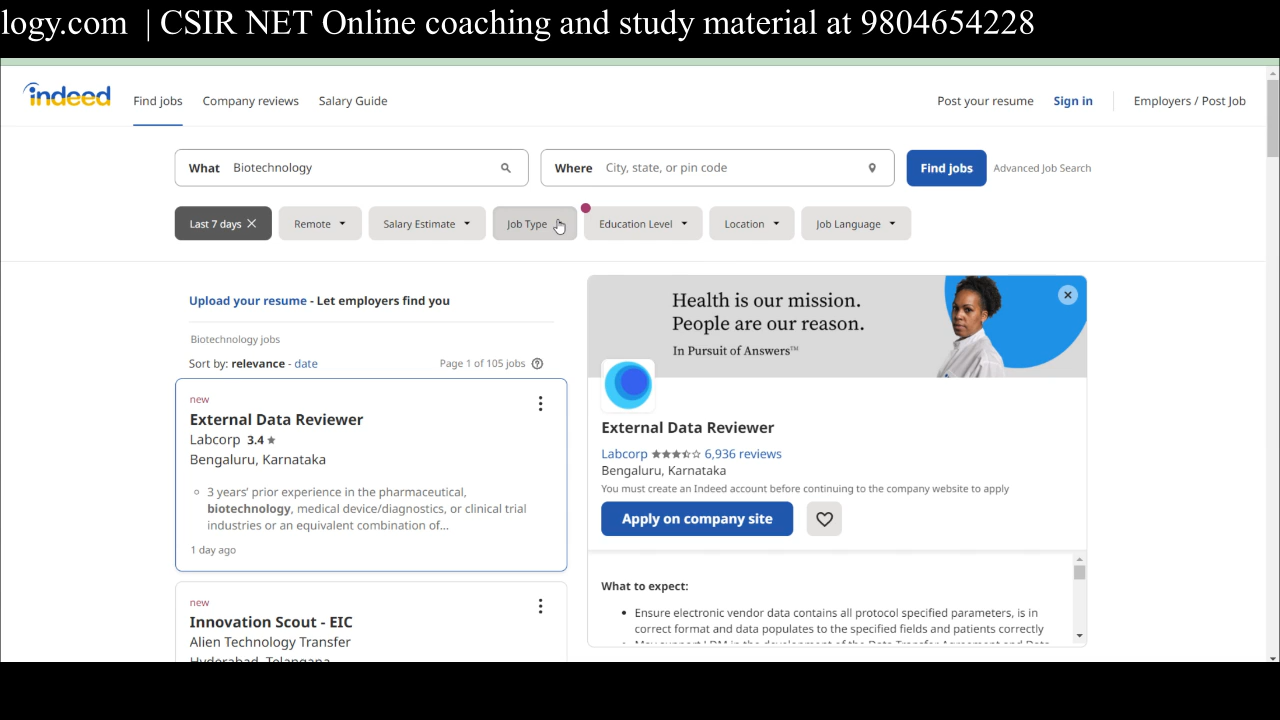 logy.com | CSIR NET Online coaching and study material at 9804654228
indeed
Find jobs
Company reviews
Salary Guide
Post your resume
Sign in
Employers / Post Job
What Biotechnology
Where City, state, or pin code
Find jobs
Advanced Job Search
Last 7 days
Remote
Salary Estimate
Job Type
Education Level
Location
Job Language
Upload your resume - Let employers find you
Biotechnology jobs
Sort by: relevance - date
Page 1 of 105 jobs
new
External Data Reviewer
Labcorp 3.4
Bengaluru, Karnataka
3 years' prior experience in the pharmaceutical,
biotechnology, medical device/diagnostics, or clinical trial
industries or an equivalent combination of...
1 day ago
new
Innovation Scout - EIC
Alien Technology Transfer
Hyderabad, Telangana
Health is our mission.
People are our reason.
In Pursuit of Answers™
External Data Reviewer
Labcorp 6,936 reviews
Bengaluru, Karnataka
You must create an Indeed account before continuing to the company website to apply
Apply on company site
What to expect:
Ensure electronic vendor data contains all protocol specified parameters, is in
correct format and data populates to the specified fields and patients correctly